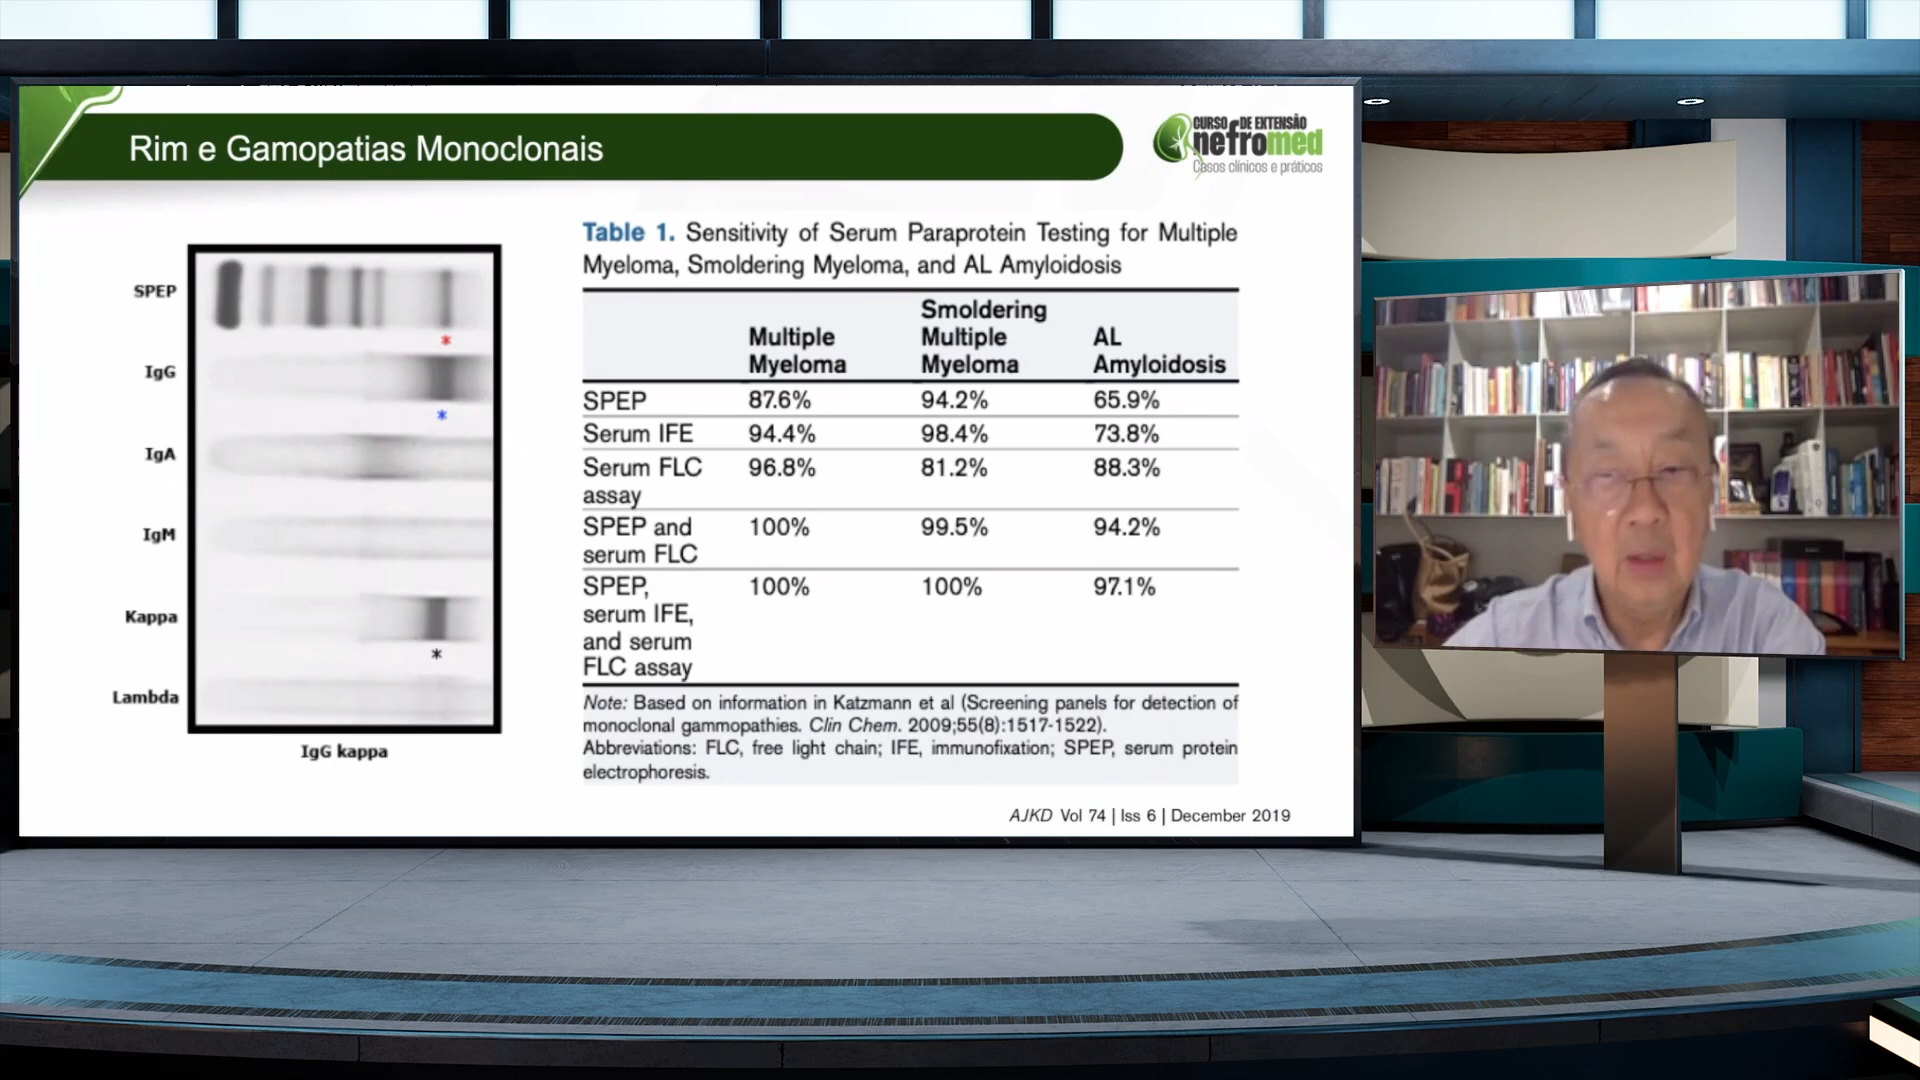 Rim e Gamopatias Monoclonais
CURSO DE EXTENSÃO
nefromed
Casos clínicos e práticos
SPEP
*
IgG
*
IgA
IgM
Kappa
*
Lambda
IgG kappa
Table 1. Sensitivity of Serum Paraprotein Testing for Multiple
Myeloma, Smoldering Myeloma, and AL Amyloidosis
Multiple Myeloma Smoldering Multiple Myeloma AL Amyloidosis
SPEP 87.6% 94.2% 65.9%
Serum IFE 94.4% 98.4% 73.8%
Serum FLC assay 96.8% 81.2% 88.3%
SPEP and serum FLC 100% 99.5% 94.2%
SPEP, serum IFE, and serum FLC assay 100% 100% 97.1%
Note: Based on information in Katzmann et al (Screening panels for detection of
monoclonal gammopathies. Clin Chem. 2009;55(8):1517-1522).
Abbreviations: FLC, free light chain; IFE, immunofixation; SPEP, serum protein
electrophoresis.
AJKD Vol 74 | Iss 6 | December 2019